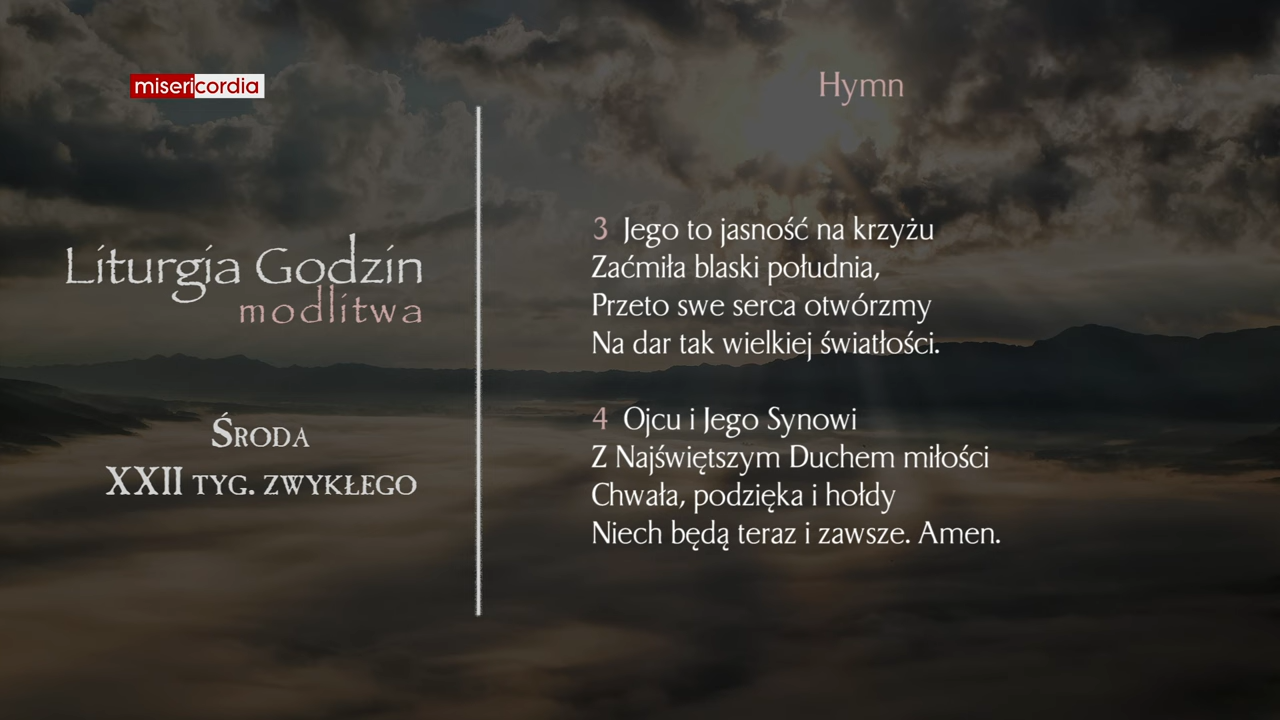 misericordia
Liturgia Godzin
modlitwa
Środa
XXII tyg. zwykłego
Hymn
3 Jego to jasność na krzyżu
Zaćmiła blaski południa,
Przeto swe serca otwórzmy
Na dar tak wielkiej światłości.
4 Ojcu i Jego Synowi
Z Najświętszym Duchem miłości
Chwała, podzięka i hołdy
Niech będą teraz i zawsze. Amen.